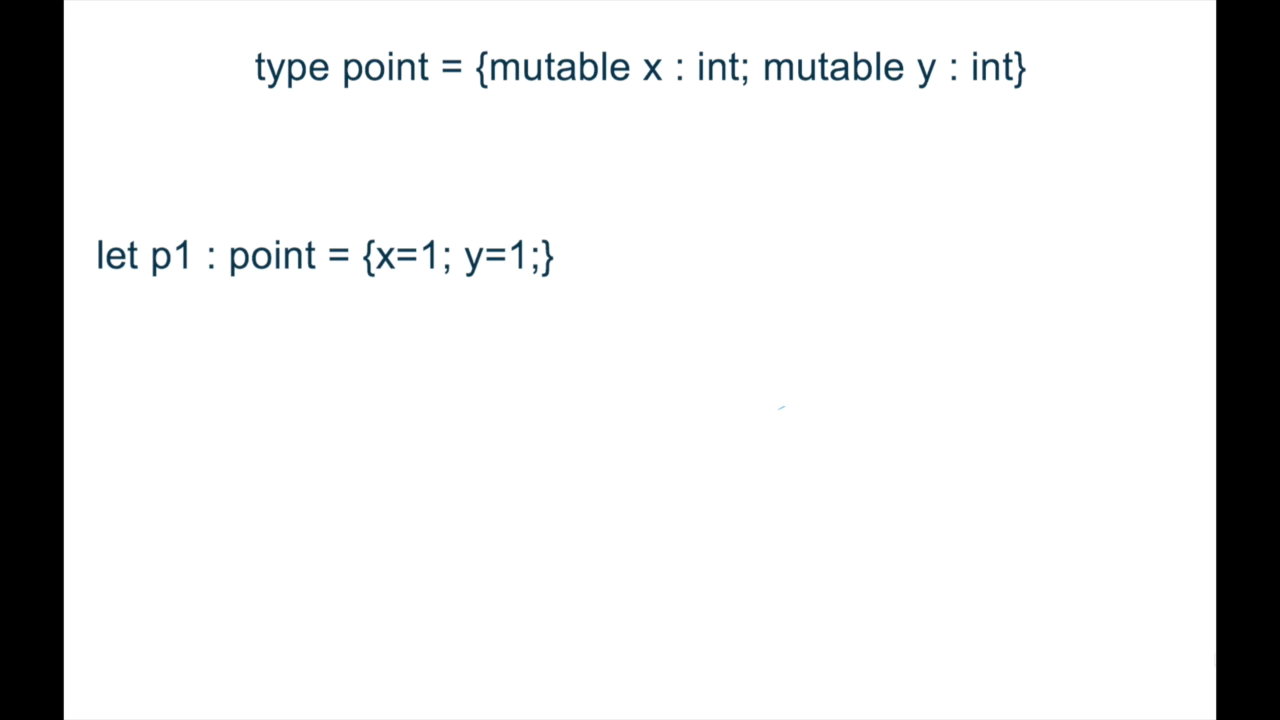 type point = {mutable x : int; mutable y : int}
let p1 : point = {x=1; y=1;}